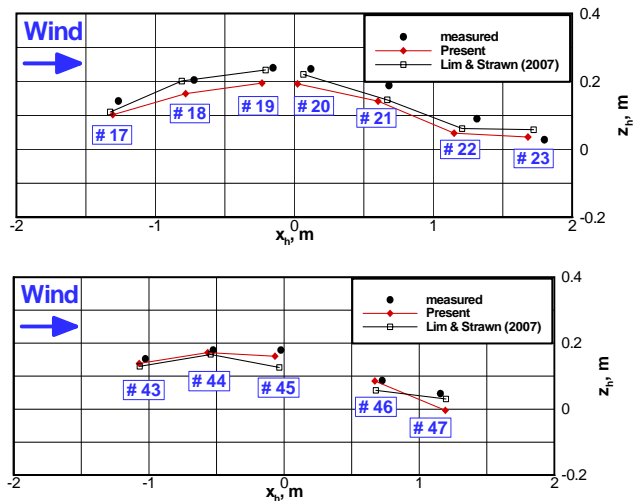 0.4
Wind
measured
Present
Lim & Strawn (2007)
0.2
# 17
# 18
# 19
# 20
# 21
# 22
# 23
0
z_h, m
-0.2
-2
-1
0
1
2
x_h, m
0.4
Wind
measured
Present
Lim & Strawn (2007)
0.2
# 43
# 44
# 45
# 46
# 47
0
z_h, m
-0.2
-2
-1
0
1
2
x_h, m